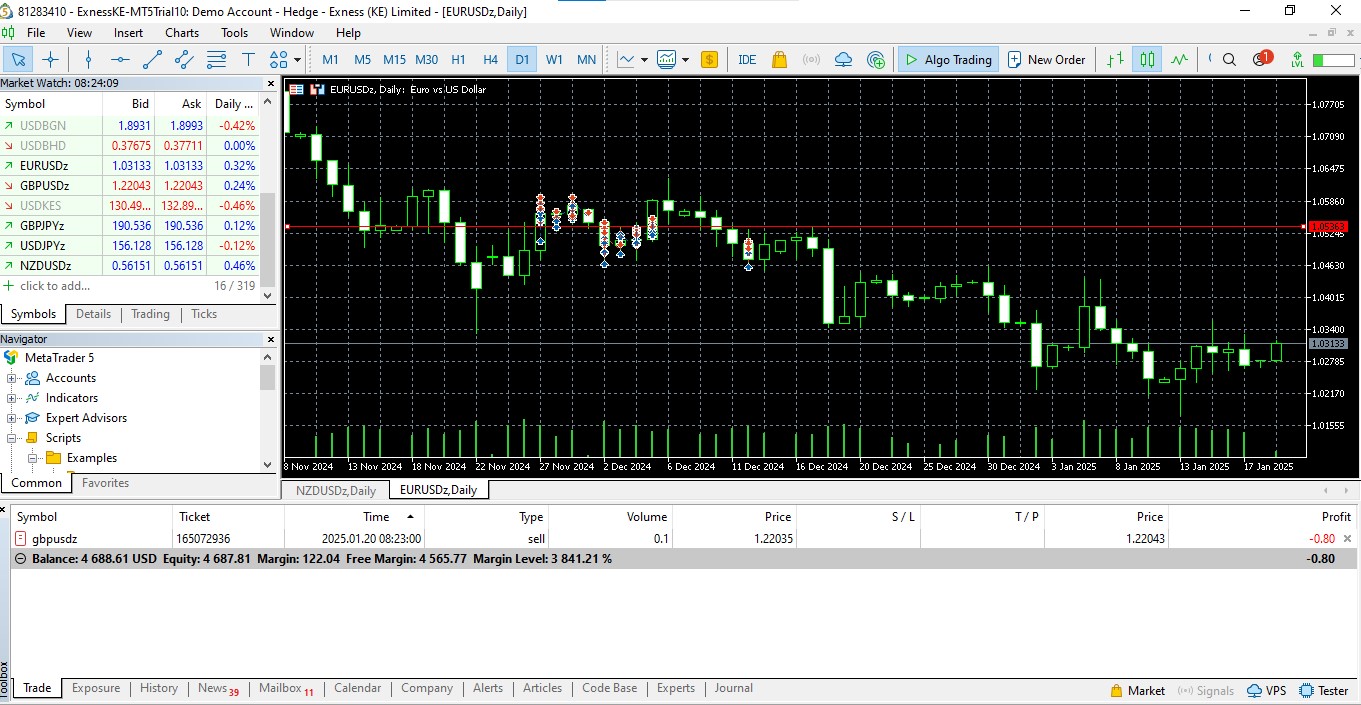 81283410 - ExnessKE-MT5Trial10: Demo Account - Hedge - Exness (KE) Limited - [EURUSDz,Daily]
File View Insert Charts Tools Window Help
M1 M5 M15 M30 H1 H4 D1 W1 MN $ IDE Algo Trading New Order 1 LVL
Market Watch: 08:24:09
Symbol Bid Ask Daily ...
USDBGN 1.8931 1.8993 -0.42%
USDBHD 0.37675 0.37711 0.00%
EURUSDz 1.03133 1.03133 0.32%
GBPUSDz 1.22043 1.22043 0.24%
USDKES 130.49... 132.89... -0.46%
GBPJPYz 190.536 190.536 0.12%
USDJPYz 156.128 156.128 -0.12%
NZDUSDz 0.56151 0.56151 0.46%
click to add... 16 / 319
Symbols Details Trading Ticks
Navigator
MetaTrader 5
Accounts
Indicators
Expert Advisors
Scripts
Examples
Common Favorites
EURUSDz, Daily: Euro vs US Dollar
1.07705
1.07090
1.06475
1.05860
1.05245
1.04630
1.04015
1.03400
1.03133
1.02785
1.02170
1.01555
8 Nov 2024 13 Nov 2024 18 Nov 2024 22 Nov 2024 27 Nov 2024 2 Dec 2024 6 Dec 2024 11 Dec 2024 16 Dec 2024 20 Dec 2024 25 Dec 2024 30 Dec 2024 3 Jan 2025 8 Jan 2025 13 Jan 2025 17 Jan 2025
NZDUSDz,Daily EURUSDz,Daily
Symbol Ticket Time Type Volume Price S / L T / P Price Profit
gbpusdz 165072936 2025.01.20 08:23:00 sell 0.1 1.22035 1.22043 -0.80
Balance: 4 688.61 USD Equity: 4 687.81 Margin: 122.04 Free Margin: 4 565.77 Margin Level: 3 841.21 % -0.80
Toolbox
Trade Exposure History News 39 Mailbox 11 Calendar Company Alerts Articles Code Base Experts Journal
Market Signals VPS Tester